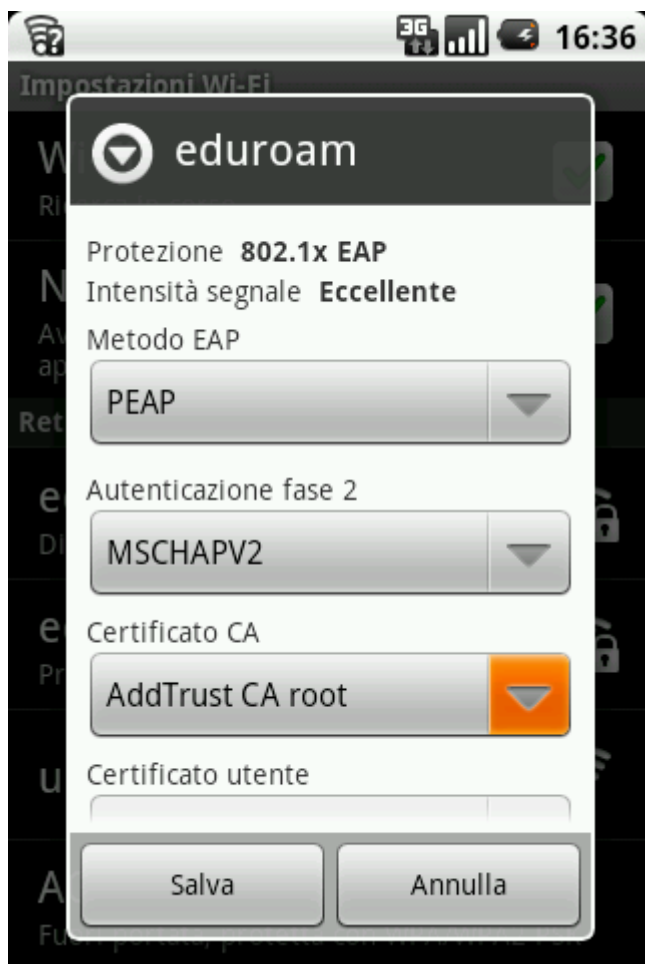 3G 16:36
Impostazioni Wi-Fi
eduroam
Protezione 802.1x EAP
Intensità segnale Eccellente
Metodo EAP
PEAP
Autenticazione fase 2
MSCHAPV2
Certificato CA
AddTrust CA root
Certificato utente
Salva Annulla